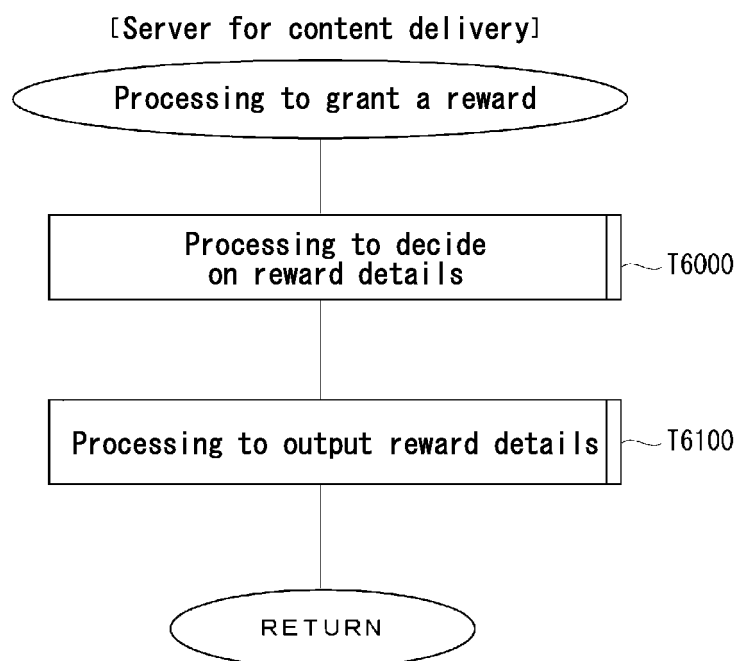 [Server for content delivery]
Processing to grant a reward
Processing to decide
on reward details
T6000
Processing to output reward details
T6100
RETURN